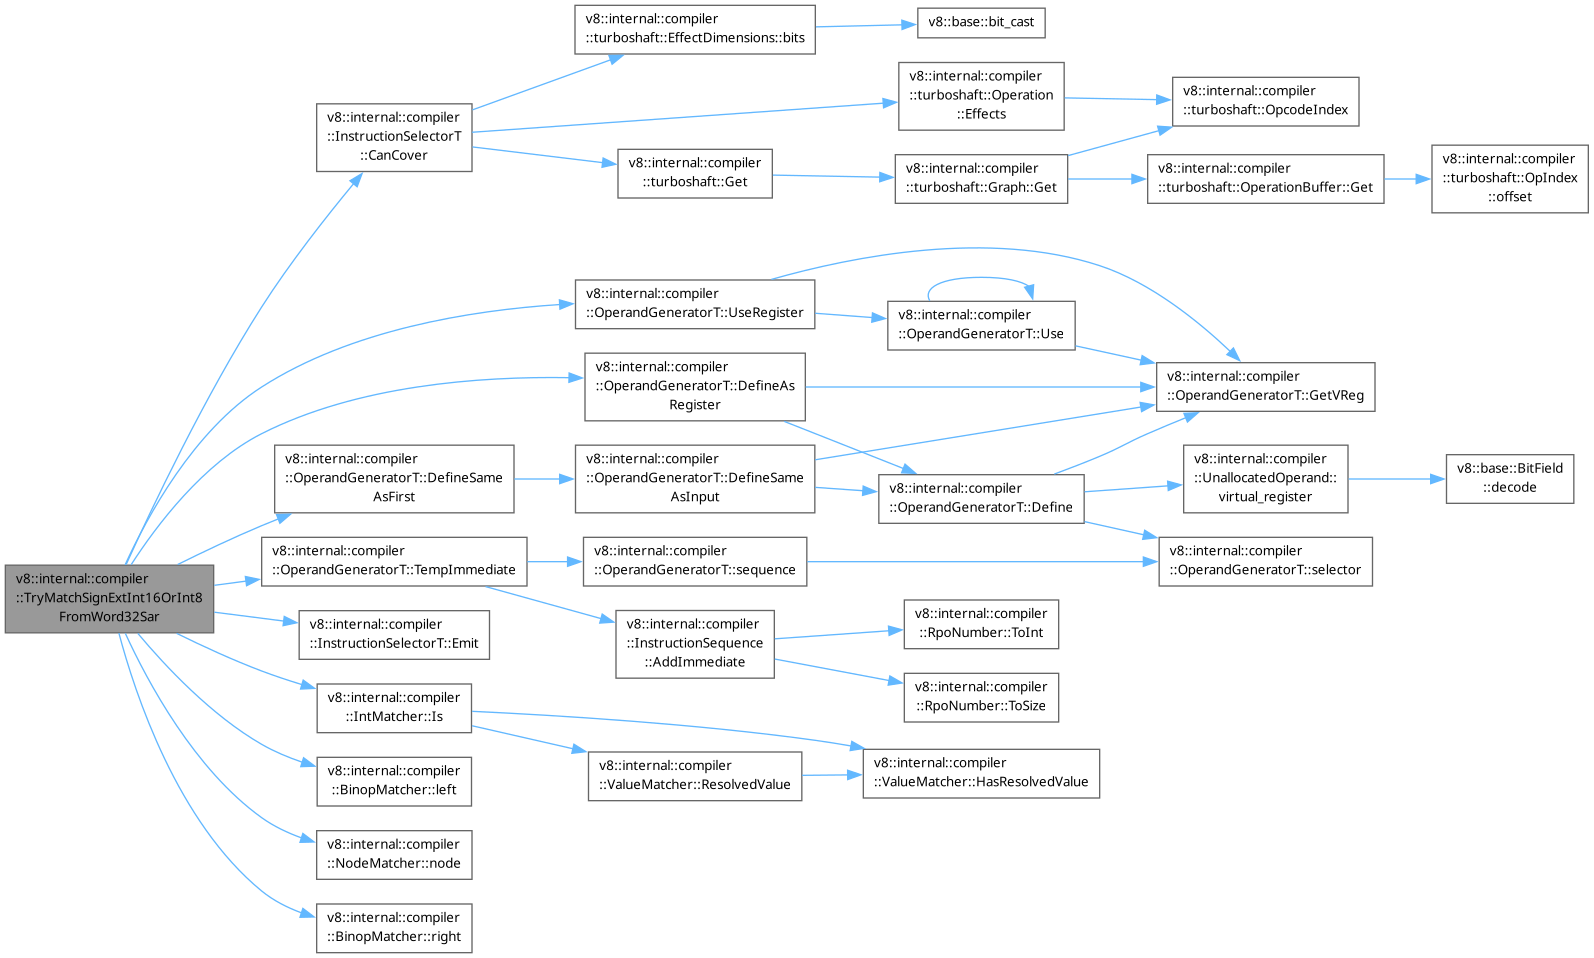 v8::internal::compiler
::TryMatchSignExtInt16OrInt8
FromWord32Sar
v8::internal::compiler
::InstructionSelectorT
::CanCover
v8::internal::compiler
::turboshaft::EffectDimensions::bits
v8::base::bit_cast
v8::internal::compiler
::turboshaft::Operation
::Effects
v8::internal::compiler
::turboshaft::OpcodeIndex
v8::internal::compiler
::turboshaft::Get
v8::internal::compiler
::turboshaft::Graph::Get
v8::internal::compiler
::turboshaft::OperationBuffer::Get
v8::internal::compiler
::turboshaft::OpIndex
::offset
v8::internal::compiler
::OperandGeneratorT::UseRegister
v8::internal::compiler
::OperandGeneratorT::Use
v8::internal::compiler
::OperandGeneratorT::GetVReg
v8::internal::compiler
::OperandGeneratorT::DefineAs
Register
v8::internal::compiler
::OperandGeneratorT::DefineSame
AsFirst
v8::internal::compiler
::OperandGeneratorT::DefineSame
AsInput
v8::internal::compiler
::OperandGeneratorT::Define
v8::internal::compiler
::UnallocatedOperand::
virtual_register
v8::base::BitField
::decode
v8::internal::compiler
::OperandGeneratorT::TempImmediate
v8::internal::compiler
::OperandGeneratorT::sequence
v8::internal::compiler
::OperandGeneratorT::selector
v8::internal::compiler
::InstructionSelectorT::Emit
v8::internal::compiler
::InstructionSequence
::AddImmediate
v8::internal::compiler
::RpoNumber::ToInt
v8::internal::compiler
::RpoNumber::ToSize
v8::internal::compiler
::IntMatcher::Is
v8::internal::compiler
::ValueMatcher::ResolvedValue
v8::internal::compiler
::ValueMatcher::HasResolvedValue
v8::internal::compiler
::BinopMatcher::left
v8::internal::compiler
::NodeMatcher::node
v8::internal::compiler
::BinopMatcher::right